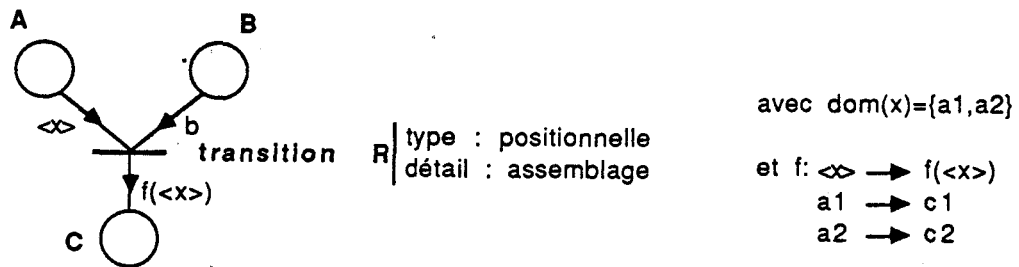 A
B
<x>
b
transition
R
type : positionnelle
détail : assemblage
f(<x>)
C
avec dom(x)={a1,a2}
et f: <x> → f(<x>)
a1 → c1
a2 → c2